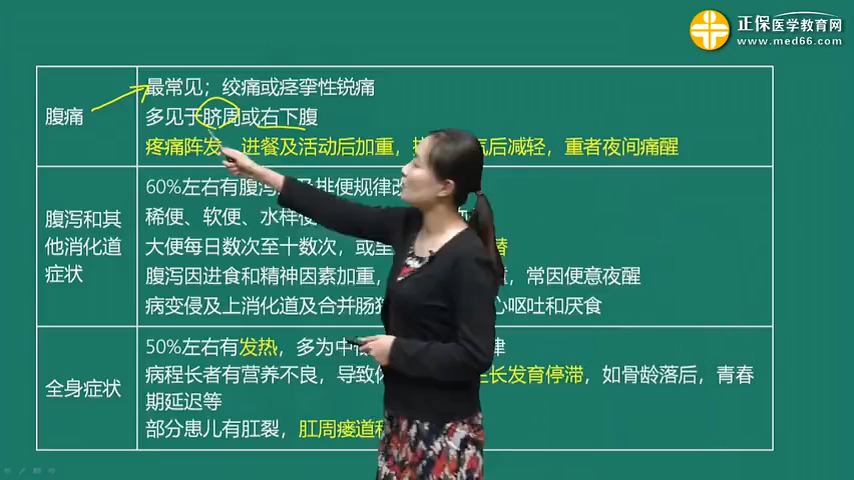 正保医学教育网
www.med66.com
腹痛
最常见；绞痛或痉挛性锐痛
多见于脐周或右下腹
疼痛阵发 进餐及活动后加重， 气后减轻，重者夜间痛醒
腹泻和其他消化道症状
60%左右有腹泻 及排便规律
稀便、软便、水样便
大便每日数次至十数次，或
腹泻因进食和精神因素加重， ，常因便意夜醒
病变侵及上消化道及合并肠 心呕吐和厌食
全身症状
50%左右有发热，多为中 律
病程长者有营养不良，导致 生长发育停滞，如骨龄落后，青春
期延迟等
部分患儿有肛裂，肛周瘘道